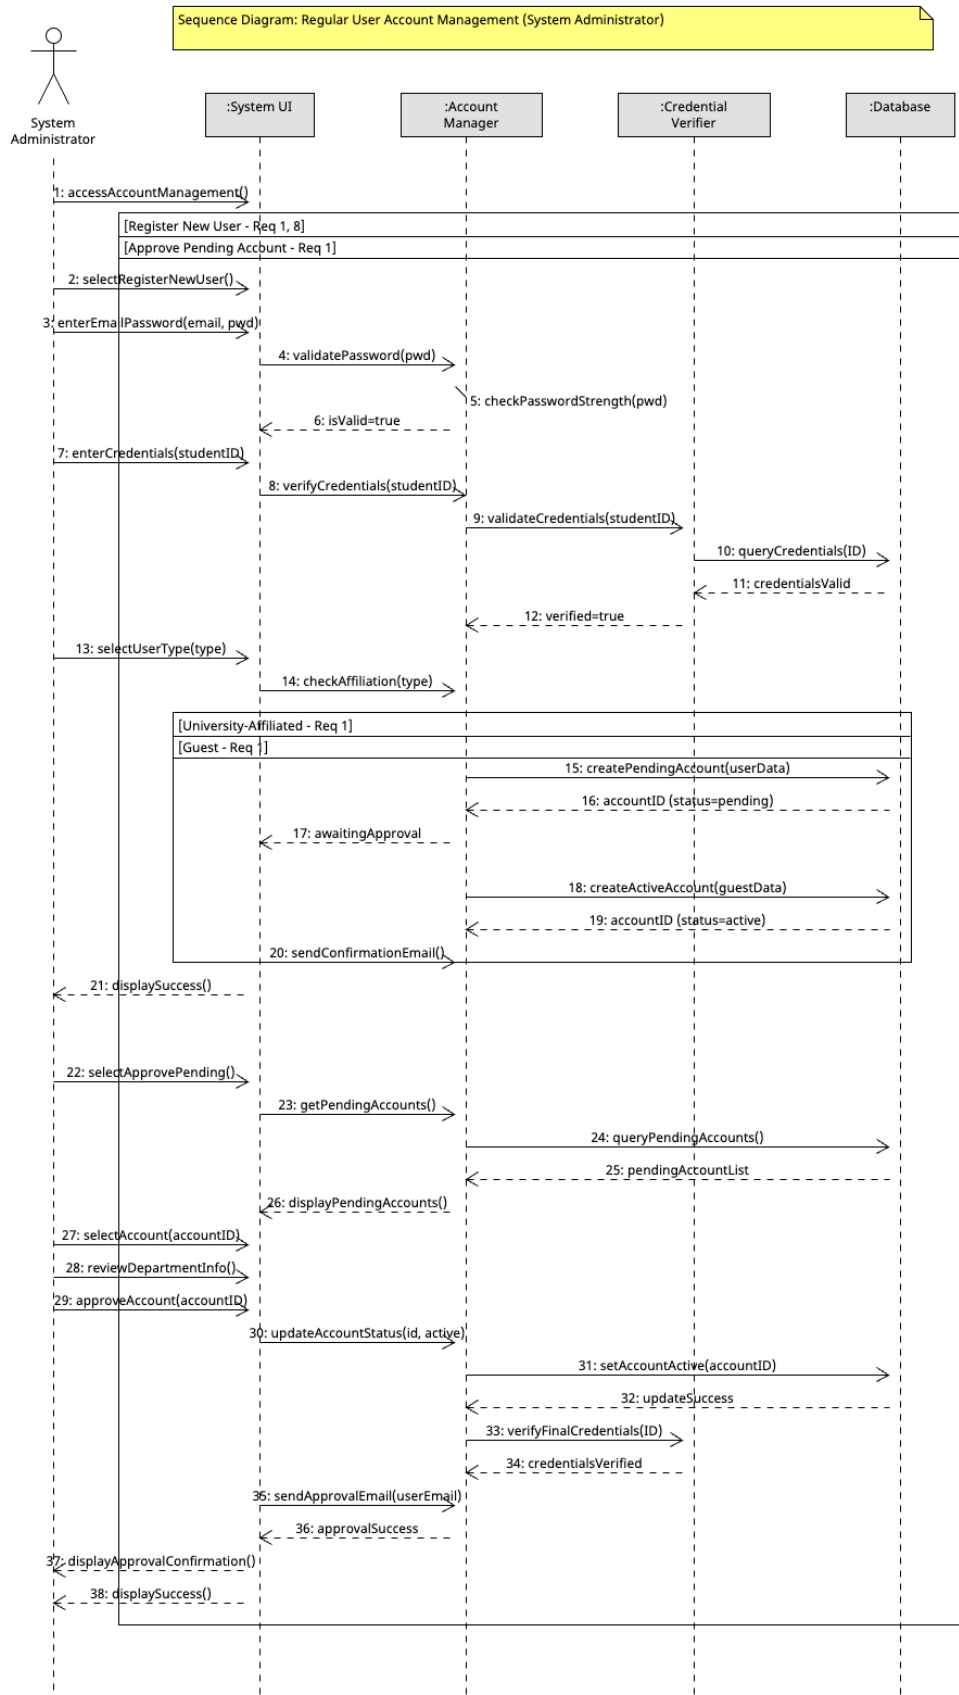 Sequence Diagram: Regular User Account Management (System Administrator)
System
Administrator
:System UI
:Account
Manager
:Credential
Verifier
:Database
1: accessAccountManagement()
[Register New User - Req 1, 8]
[Approve Pending Account - Req 1]
2: selectRegisterNewUser()
3: enterEmailPassword(email, pwd)
4: validatePassword(pwd)
5: checkPasswordStrength(pwd)
6: isValid=true
7: enterCredentials(studentID)
8: verifyCredentials(studentID)
9: validateCredentials(studentID)
10: queryCredentials(ID)
11: credentialsValid
12: verified=true
13: selectUserType(type)
14: checkAffiliation(type)
[University-Affiliated - Req 1]
[Guest - Req 1]
15: createPendingAccount(userData)
16: accountID (status=pending)
17: awaitingApproval
18: createActiveAccount(guestData)
19: accountID (status=active)
20: sendConfirmationEmail()
21: displaySuccess()
22: selectApprovePending()
23: getPendingAccounts()
24: queryPendingAccounts()
25: pendingAccountList
26: displayPendingAccounts()
27: selectAccount(accountID)
28: reviewDepartmentInfo()
29: approveAccount(accountID)
30: updateAccountStatus(id, active)
31: setAccountActive(accountID)
32: updateSuccess
33: verifyFinalCredentials(ID)
34: credentialsVerified
35: sendApprovalEmail(userEmail)
36: approvalSuccess
37: displayApprovalConfirmation()
38: displaySuccess()